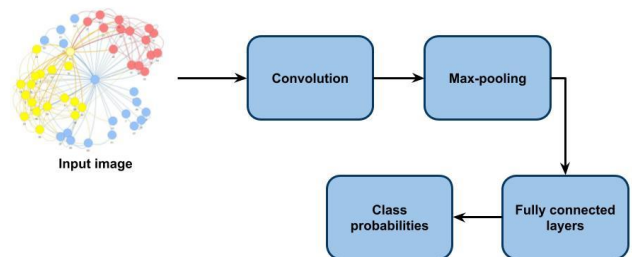 Input image
Convolution
Max-pooling
Fully connected
layers
Class
probabilities